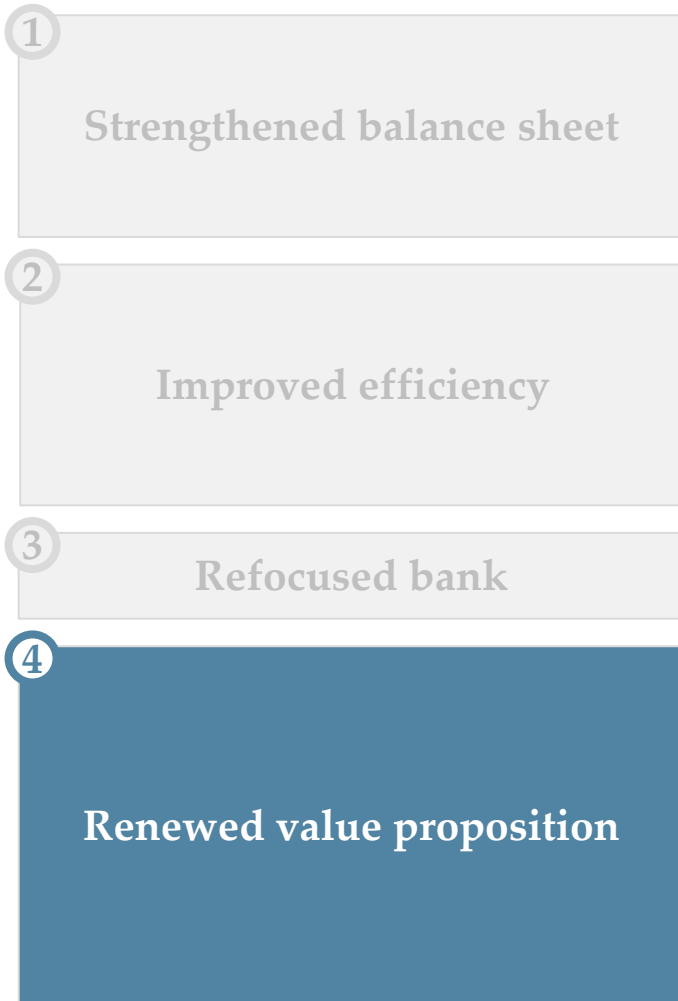 1
Strengthened balance sheet
2
Improved efficiency
3
Refocused bank
4
Renewed value proposition